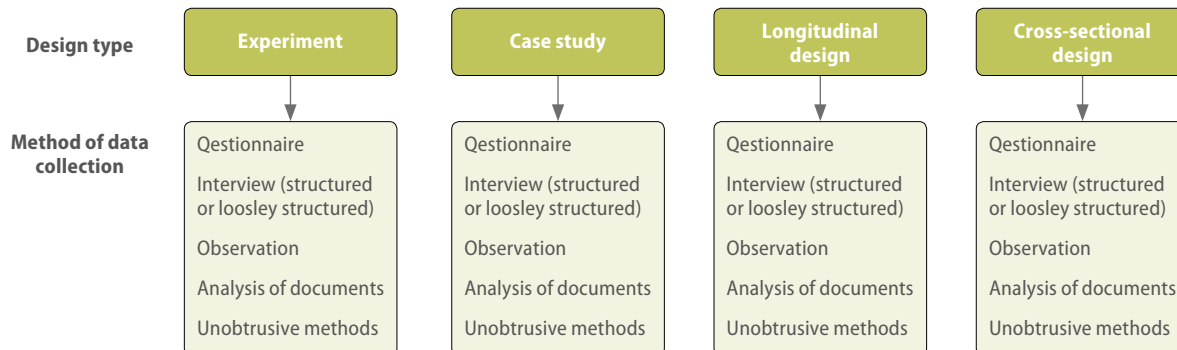 Design type
Experiment
Case study
Longitudinal
design
Cross-sectional
design
Method of data
collection
Qestionnaire
Interview (structured
or loosley structured)
Observation
Analysis of documents
Unobtrusive methods
Qestionnaire
Interview (structured
or loosley structured)
Observation
Analysis of documents
Unobtrusive methods
Qestionnaire
Interview (structured
or loosley structured)
Observation
Analysis of documents
Unobtrusive methods
Qestionnaire
Interview (structured
or loosley structured)
Observation
Analysis of documents
Unobtrusive methods